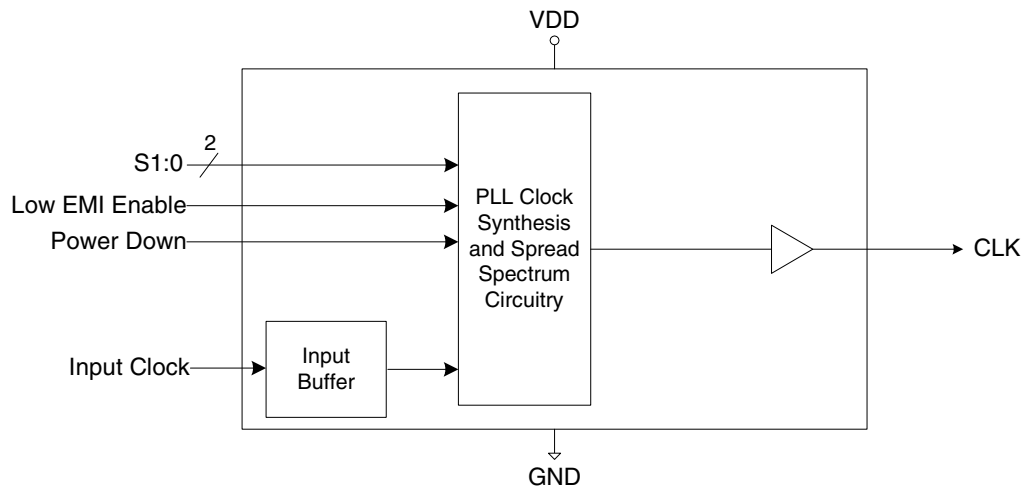 VDD
2
S1:0
Low EMI Enable
Power Down
PLL Clock
Synthesis
and Spread
Spectrum
Circuitry
CLK
Input Clock
Input
Buffer
GND